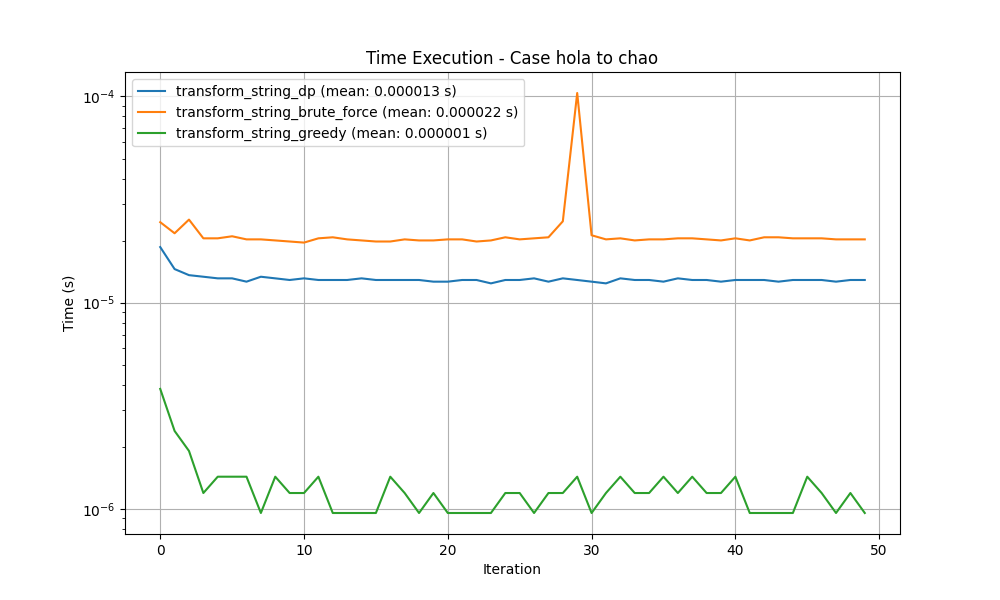 Time Execution - Case hola to chao
transform_string_dp (mean: 0.000013 s)
transform_string_brute_force (mean: 0.000022 s)
transform_string_greedy (mean: 0.000001 s)
Time (s)
10⁻⁴
10⁻⁵
10⁻⁶
0 10 20 30 40 50
Iteration